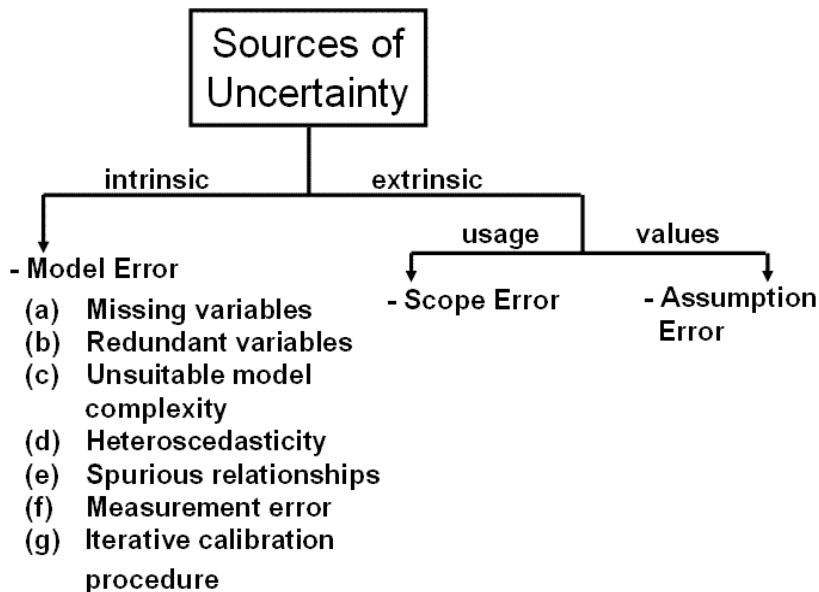 Sources of
Uncertainty
intrinsic
extrinsic
usage
values
- Model Error
(a) Missing variables
(b) Redundant variables
(c) Unsuitable model
complexity
(d) Heteroscedasticity
(e) Spurious relationships
(f) Measurement error
(g) Iterative calibration
procedure
- Scope Error
- Assumption
Error